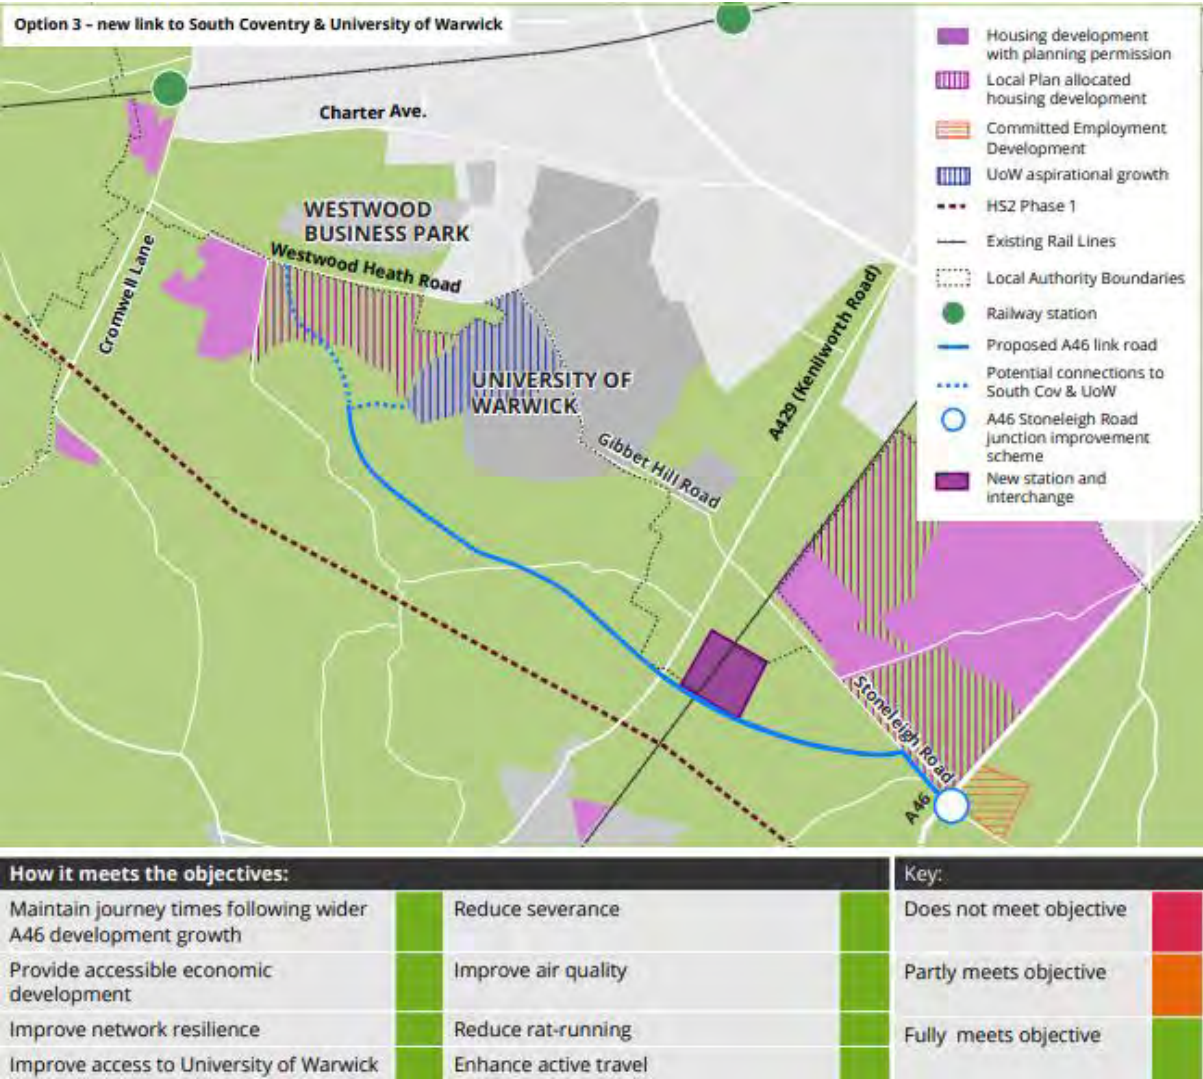 Option 3 – new link to South Coventry & University of Warwick
Charter Ave.
WESTWOOD
BUSINESS PARK
Westwood Heath Road
Cromwell Lane
UNIVERSITY OF
WARWICK
Gibbet Hill Road
A429 (Kenilworth Road)
Stoneleigh Road
A46
Housing development
with planning permission
Local Plan allocated
housing development
Committed Employment
Development
UoW aspirational growth
HS2 Phase 1
Existing Rail Lines
Local Authority Boundaries
Railway station
Proposed A46 link road
Potential connections to
South Cov & UoW
A46 Stoneleigh Road
junction improvement
scheme
New station and
interchange
How it meets the objectives:
Maintain journey times following wider
A46 development growth
Provide accessible economic
development
Improve network resilience
Improve access to University of Warwick
Reduce severance
Improve air quality
Reduce rat-running
Enhance active travel
Key:
Does not meet objective
Partly meets objective
Fully meets objective